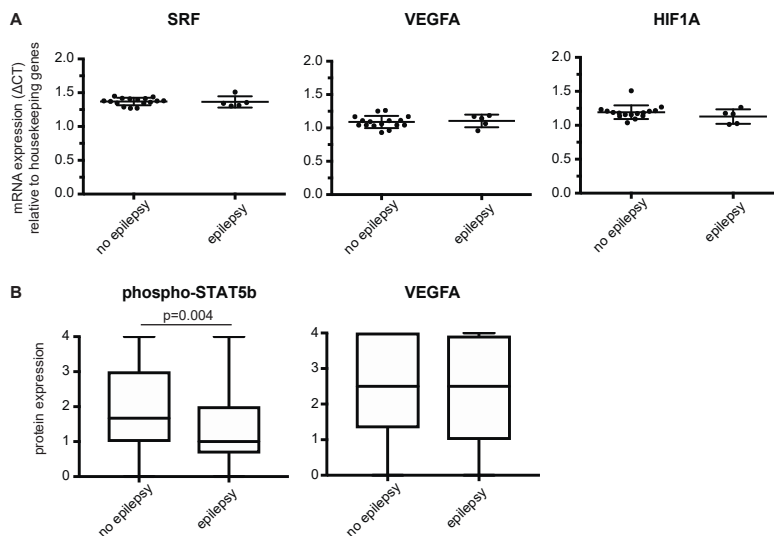 A
SRF
VEGFA
HIF1A
mRNA expression (ΔCT)
relative to housekeeping genes
2.0
1.5
1.0
0.5
0.0
no epilepsy
epilepsy
2.0
1.5
1.0
0.5
0.0
no epilepsy
epilepsy
2.0
1.5
1.0
0.5
0.0
no epilepsy
epilepsy
B
phospho-STAT5b
VEGFA
p=0.004
protein expression
4
3
2
1
0
no epilepsy
epilepsy
4
3
2
1
0
no epilepsy
epilepsy